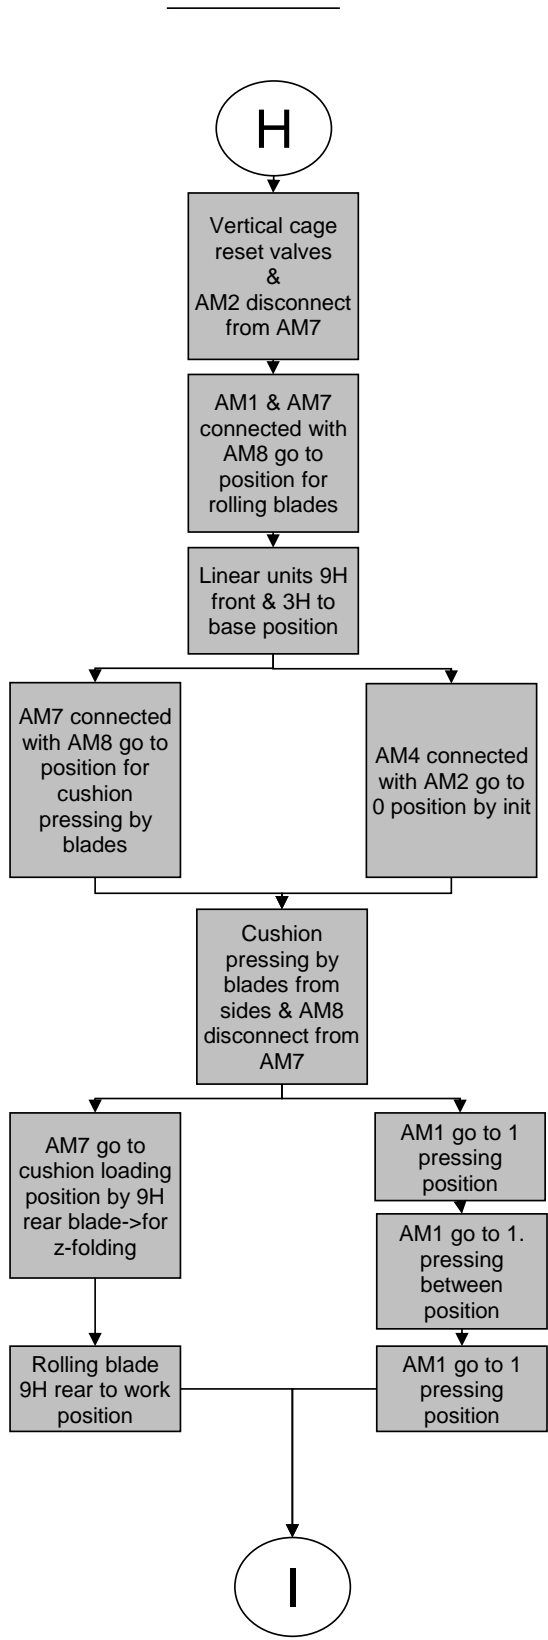 H
Vertical cage
reset valves
&
AM2 disconnect
from AM7
AM1 & AM7
connected with
AM8 go to
position for
rolling blades
Linear units 9H
front & 3H to
base position
AM7 connected
with AM8 go to
position for
cushion
pressing by
blades
AM4 connected
with AM2 go to
0 position by init
Cushion
pressing by
blades from
sides & AM8
disconnect from
AM7
AM7 go to
cushion loading
position by 9H
rear blade->for
z-folding
Rolling blade
9H rear to work
position
AM1 go to 1
pressing
position
AM1 go to 1.
pressing
between
position
AM1 go to 1
pressing
position
I